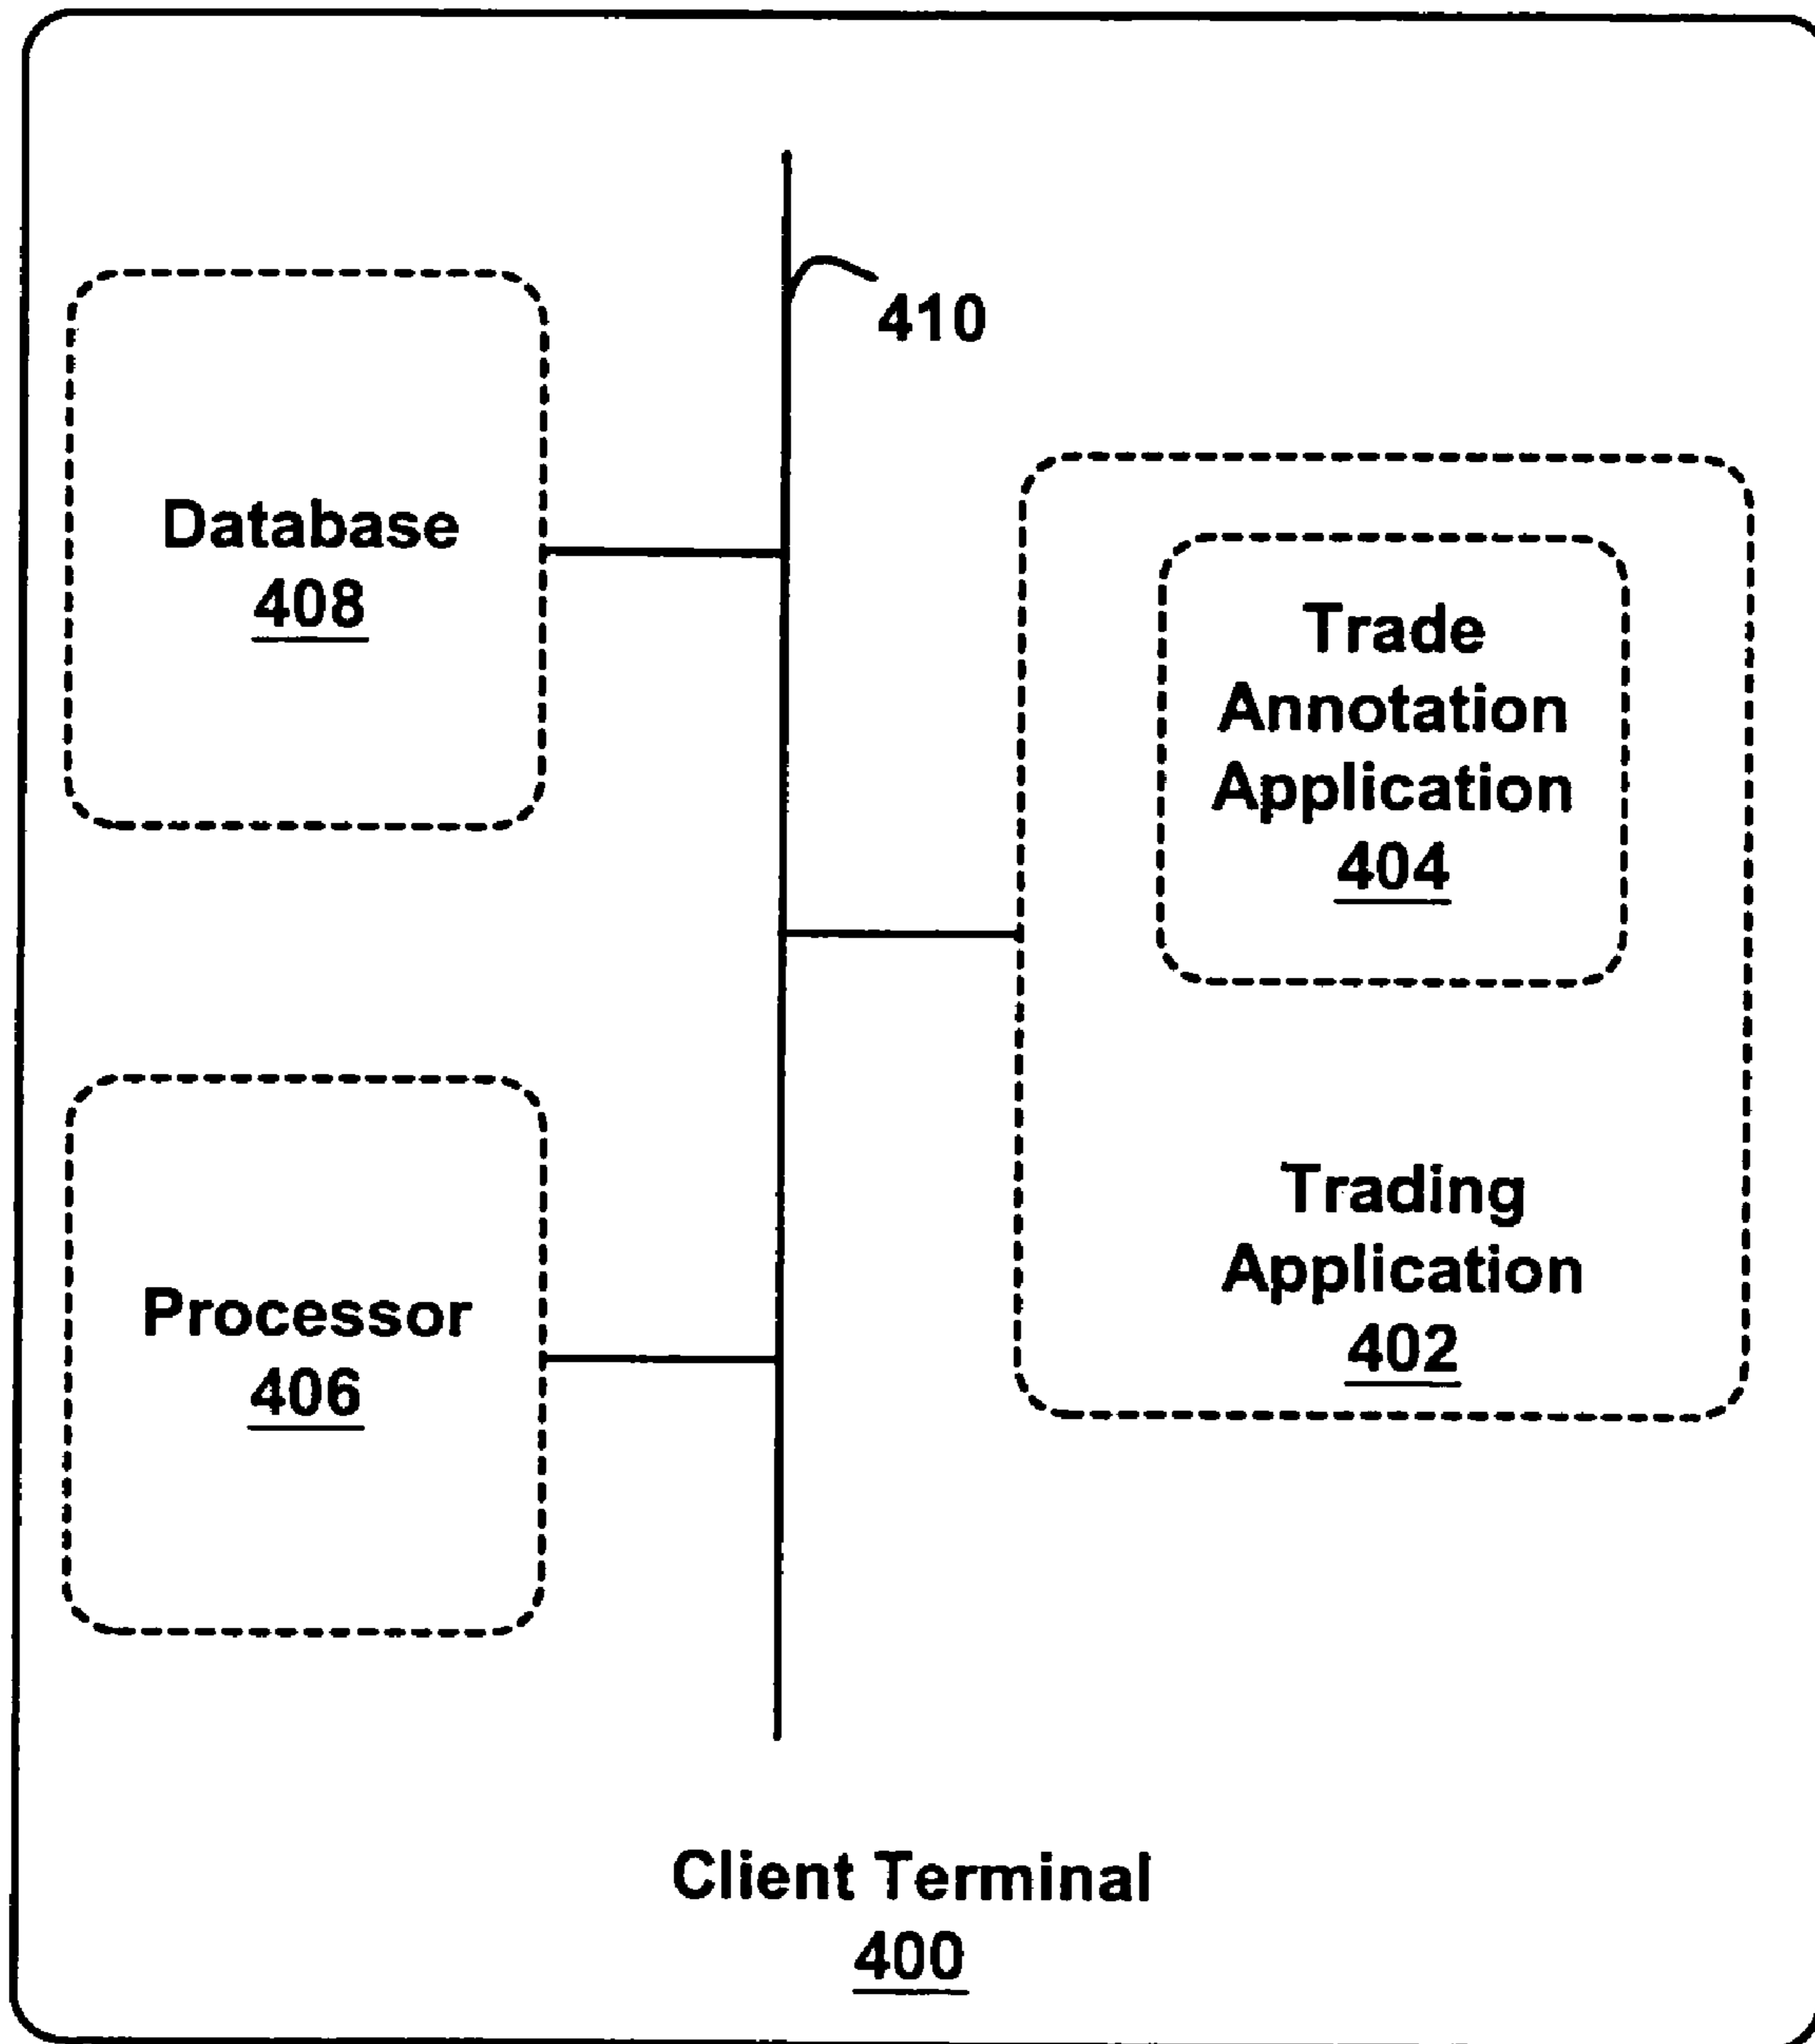 410
Database
408
Trade
Annotation
Application
404
Trading
Application
402
Processor
406
Client Terminal
400